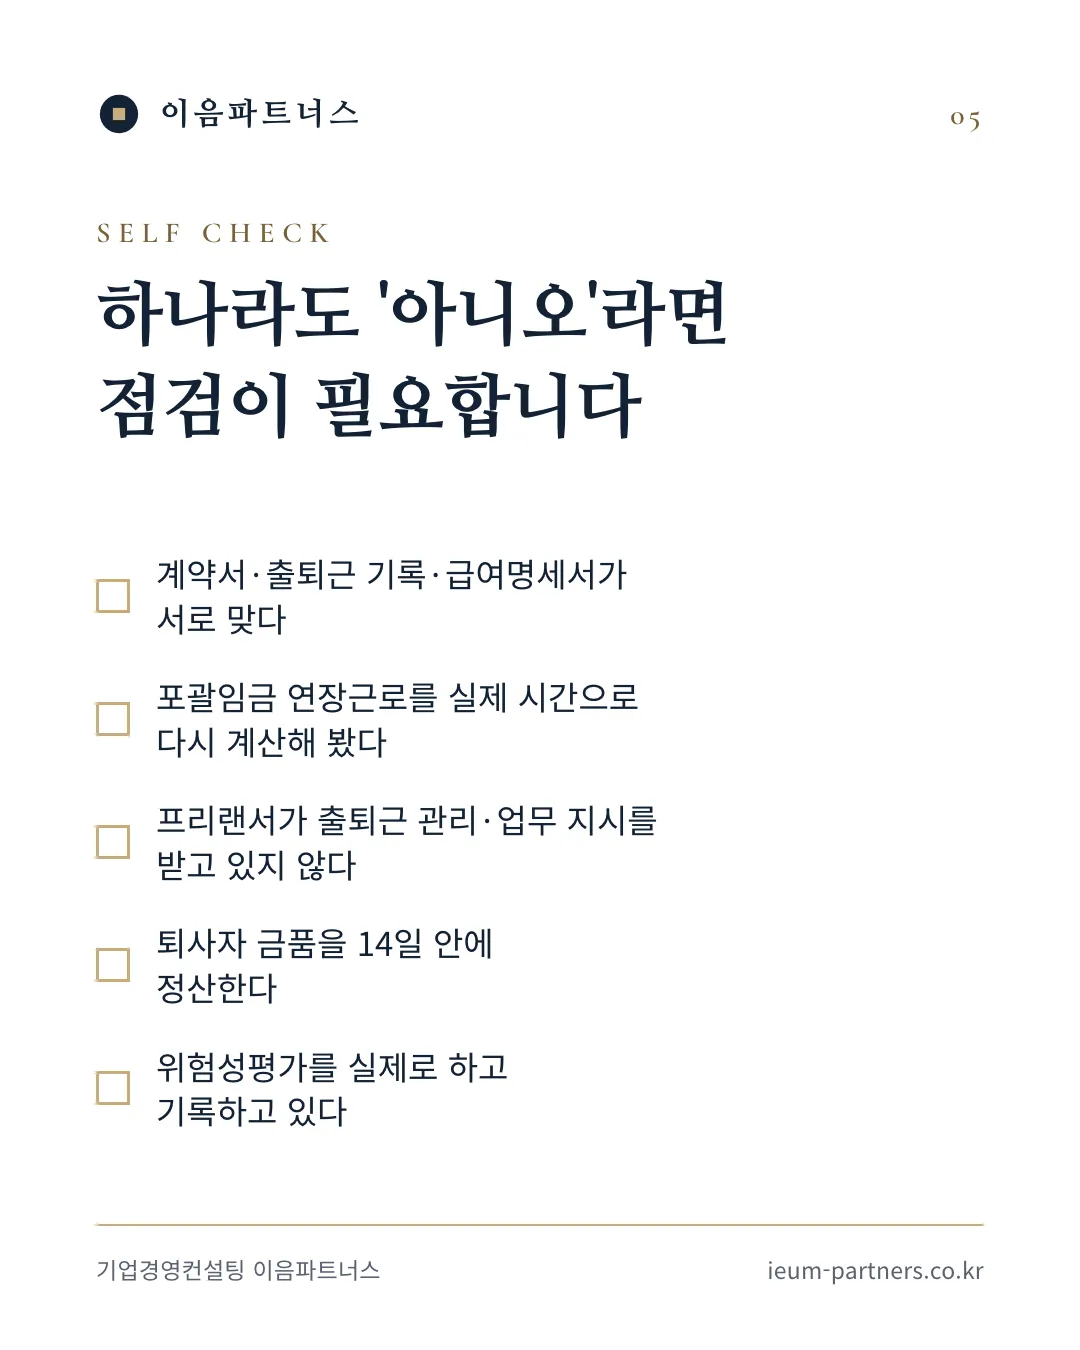 이음파트너스
05
SELF CHECK
하나라도 '아니오'라면
점검이 필요합니다
계약서·출퇴근 기록·급여명세서가
서로 맞다
포괄임금 연장근로를 실제 시간으로
다시 계산해 봤다
프리랜서가 출퇴근 관리·업무 지시를
받고 있지 않다
퇴사자 금품을 14일 안에
정산한다
위험성평가를 실제로 하고
기록하고 있다
기업경영컨설팅 이음파트너스
ieum-partners.co.kr